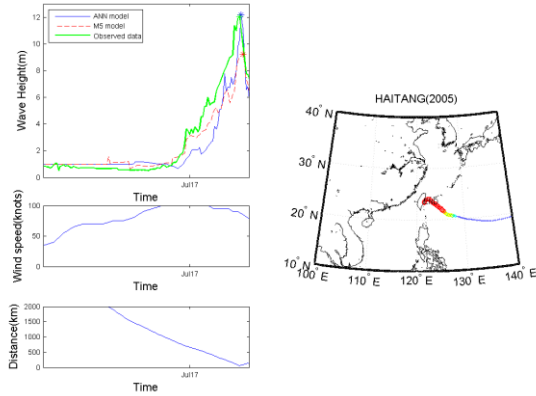 ANN model
M5 model
Observed data
12
10
8
6
4
2
0
Wave Height(m)
Jul17
Time
100
50
0
Wind speed(knots)
Jul17
Time
2000
1500
1000
500
0
Distance(km)
Jul17
Time
HAITANG(2005)
40° N
30° N
20° N
10° N
100° E
110° E
120° E
130° E
140° E